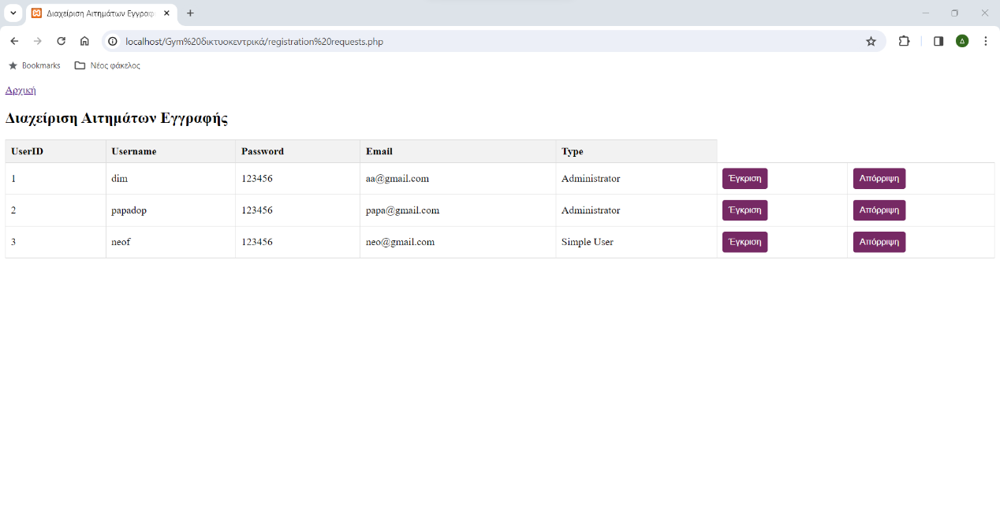 Διαχείριση Αιτημάτων Εγγραφ
localhost/Gym%20δικτυοκεντρικά/registration%20requests.php
Δ
Bookmarks Νέος φάκελος
Αρχική
Διαχείριση Αιτημάτων Εγγραφής
UserID Username Password Email Type
1 dim 123456 aa@gmail.com Administrator Έγκριση Απόρριψη
2 papadop 123456 papa@gmail.com Administrator Έγκριση Απόρριψη
3 neof 123456 neo@gmail.com Simple User Έγκριση Απόρριψη